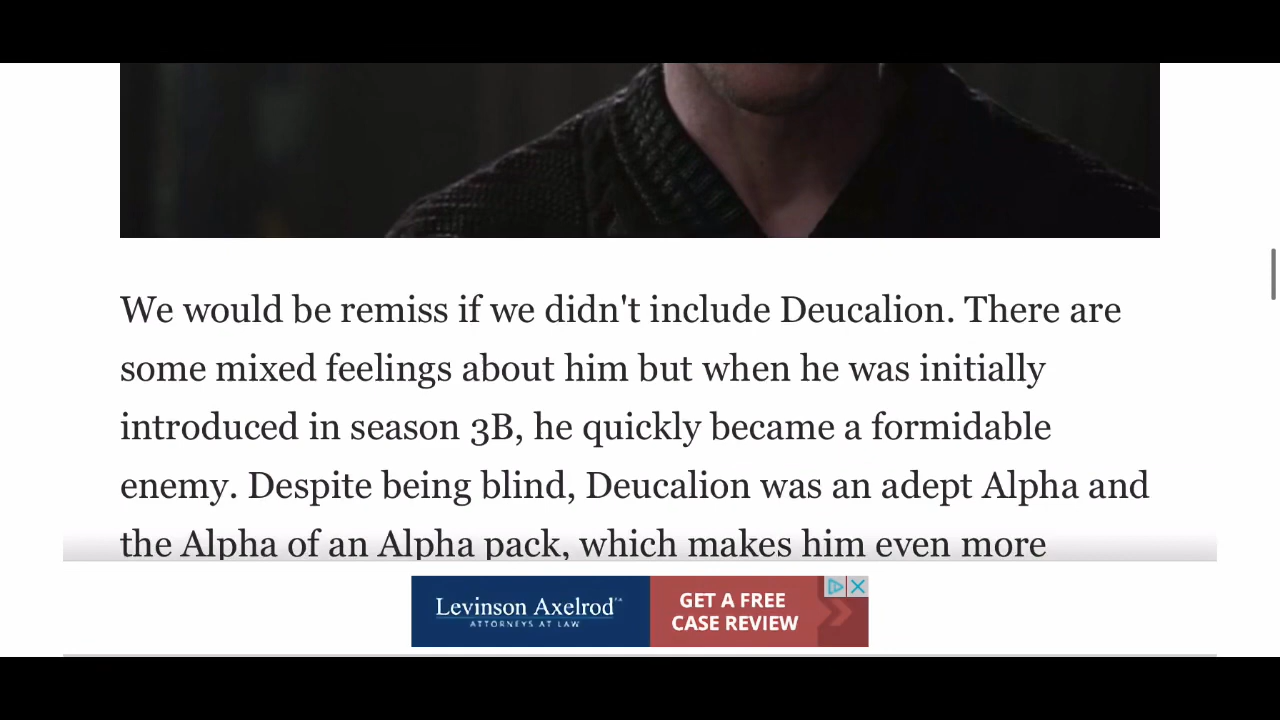 We would be remiss if we didn't include Deucalion. There are
some mixed feelings about him but when he was initially
introduced in season 3B, he quickly became a formidable
enemy. Despite being blind, Deucalion was an adept Alpha and
the Alpha of an Alpha pack, which makes him even more
Levinson Axelrod P.A.
ATTORNEYS AT LAW
GET A FREE
CASE REVIEW